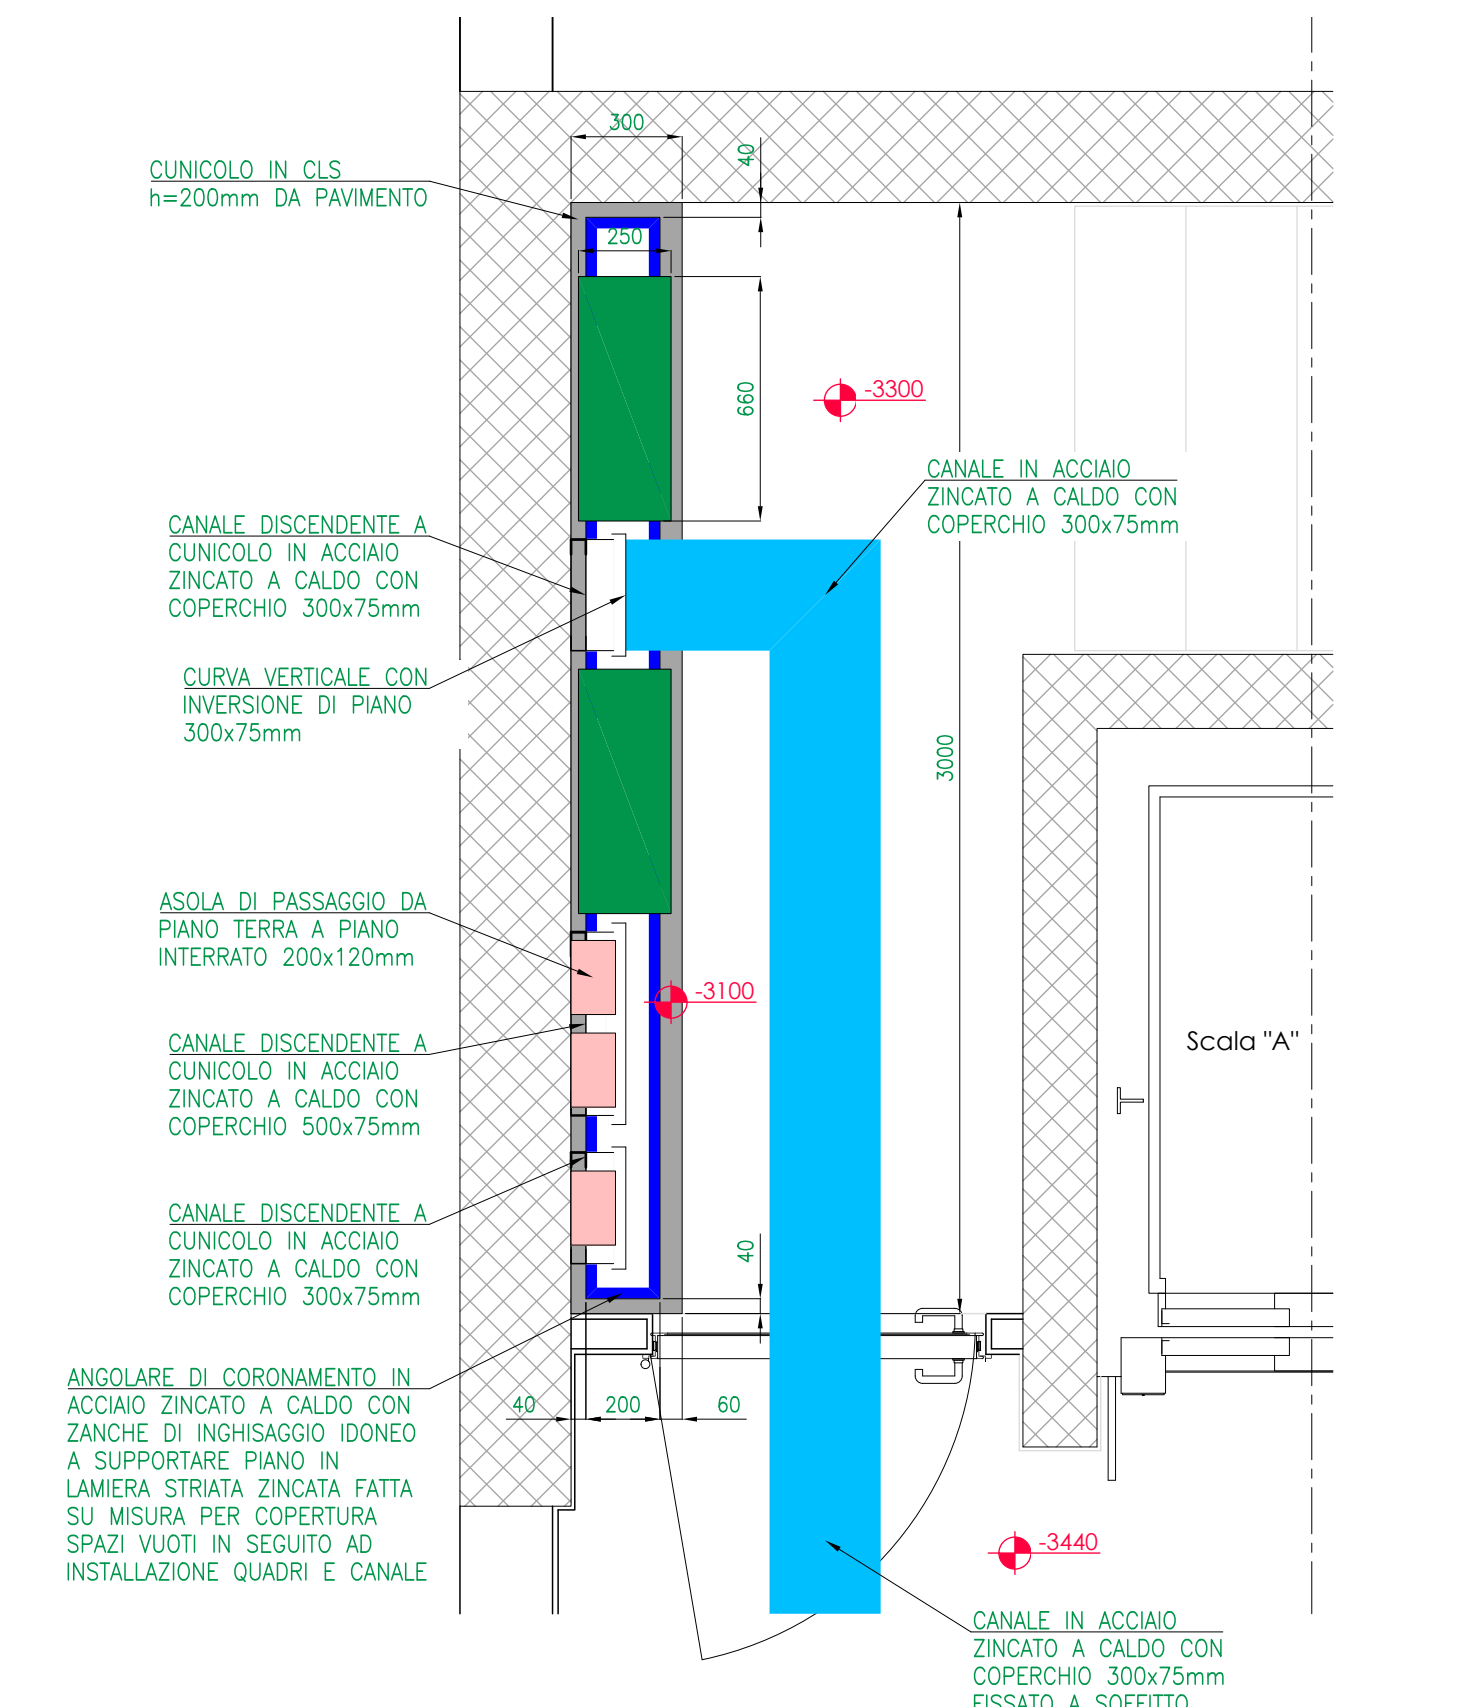 300
40
CUNICOLO IN CLS
h=200mm DA PAVIMENTO
250
660
-3300
CANALE IN ACCIAIO
ZINCATO A CALDO CON
COPERCHIO 300x75mm
CANALE DISCENDENTE A
CUNICOLO IN ACCIAIO
ZINCATO A CALDO CON
COPERCHIO 300x75mm
CURVA VERTICALE CON
INVERSIONE DI PIANO
300x75mm
3000
ASOLA DI PASSAGGIO DA
PIANO TERRA A PIANO
INTERRATO 200x120mm
-3100
CANALE DISCENDENTE A
CUNICOLO IN ACCIAIO
ZINCATO A CALDO CON
COPERCHIO 500x75mm
Scala "A"
CANALE DISCENDENTE A
CUNICOLO IN ACCIAIO
ZINCATO A CALDO CON
COPERCHIO 300x75mm
40
ANGOLARE DI CORONAMENTO IN
ACCIAIO ZINCATO A CALDO CON
ZANCHE DI INGHISAGGIO IDONEO
A SUPPORTARE PIANO IN
LAMIERA STRIATA ZINCATA FATTA
SU MISURA PER COPERTURA
SPAZI VUOTI IN SEGUITO AD
INSTALLAZIONE QUADRI E CANALE
40
200
60
-3440
CANALE IN ACCIAIO
ZINCATO A CALDO CON
COPERCHIO 300x75mm
FISSATO A SOFFITTO